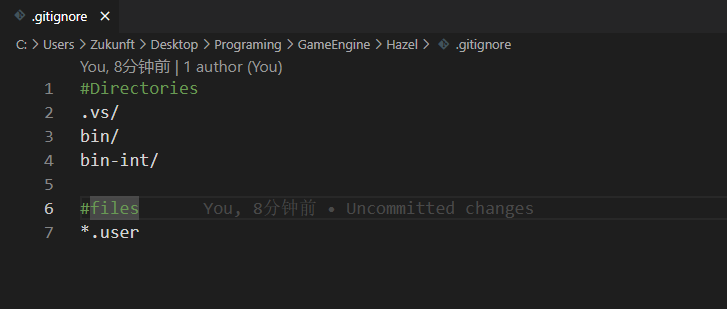 .gitignore ×
C: > Users > Zukunft > Desktop > Programing > GameEngine > Hazel > .gitignore
You, 8分钟前 | 1 author (You)
1 #Directories
2 .vs/
3 bin/
4 bin-int/
5
6 #files You, 8分钟前 • Uncommitted changes
7 *.user